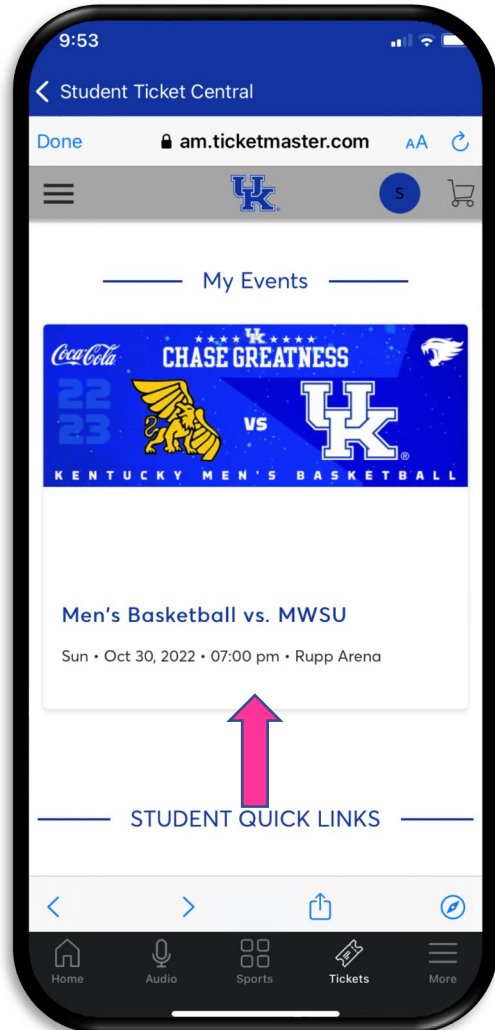 9:53
Student Ticket Central
Done am.ticketmaster.com AA
UK S
My Events
Coca-Cola UK
CHASE GREATNESS
22
23
VS UK
KENTUCKY MEN'S BASKETBALL
Men's Basketball vs. MWSU
Sun • Oct 30, 2022 • 07:00 pm • Rupp Arena
STUDENT QUICK LINKS
Home Audio Sports Tickets More